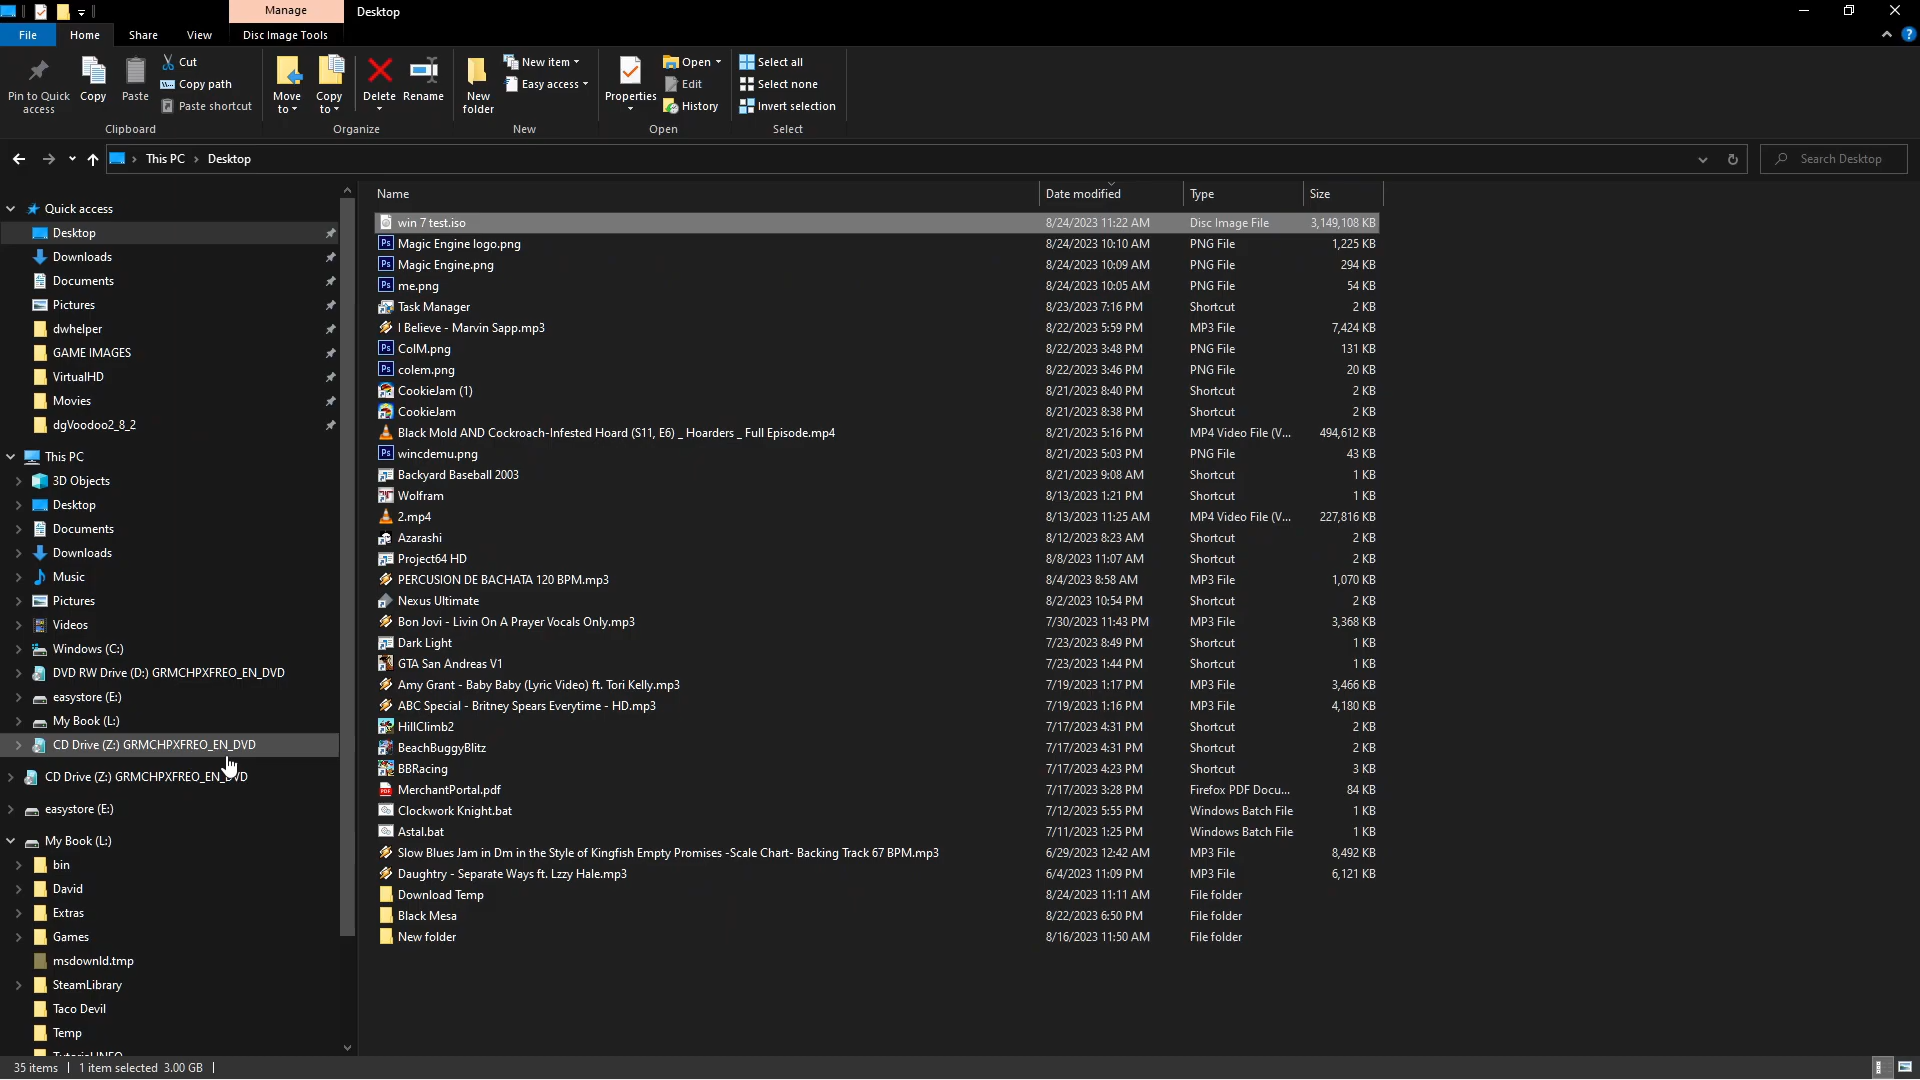 Manage
Desktop
File
Home
Share
View
Disc Image Tools
Pin to Quick access
Copy
Paste
Cut
Copy path
Paste shortcut
Clipboard
Move to
Copy to
Delete
Rename
Organize
New folder
New item
Easy access
New
Properties
Open
Edit
History
Open
Select all
Select none
Invert selection
Select
This PC
Desktop
Search Desktop
Quick access
Desktop
Downloads
Documents
Pictures
dwhelper
GAME IMAGES
VirtualHD
Movies
dgVoodoo2_8_2
This PC
3D Objects
Desktop
Documents
Downloads
Music
Pictures
Videos
Windows (C:)
DVD RW Drive (D:) GRMCHPXFREO_EN_DVD
easystore (E:)
My Book (L:)
CD Drive (Z:) GRMCHPXFREO_EN_DVD
CD Drive (Z:) GRMCHPXFREO_EN_DVD
easystore (E:)
My Book (L:)
bin
David
Extras
Games
msdownld.tmp
SteamLibrary
Taco Devil
Temp
Name Date modified Type Size
win 7 test.iso 8/24/2023 11:22 AM Disc Image File 3,149,108 KB
Magic Engine logo.png 8/24/2023 10:10 AM PNG File 1,225 KB
Magic Engine.png 8/24/2023 10:09 AM PNG File 294 KB
me.png 8/24/2023 10:05 AM PNG File 54 KB
Task Manager 8/23/2023 7:16 PM Shortcut 2 KB
I Believe - Marvin Sapp.mp3 8/22/2023 5:59 PM MP3 File 7,424 KB
ColM.png 8/22/2023 3:48 PM PNG File 131 KB
colem.png 8/22/2023 3:46 PM PNG File 20 KB
CookieJam (1) 8/21/2023 8:40 PM Shortcut 2 KB
CookieJam 8/21/2023 8:38 PM Shortcut 2 KB
Black Mold AND Cockroach-Infested Hoard (S11, E6) _ Hoarders _ Full Episode.mp4 8/21/2023 5:16 PM MP4 Video File (V... 494,612 KB
wincdemu.png 8/21/2023 5:03 PM PNG File 43 KB
Backyard Baseball 2003 8/21/2023 9:08 AM Shortcut 1 KB
Wolfram 8/13/2023 1:21 PM Shortcut 1 KB
2.mp4 8/13/2023 11:25 AM MP4 Video File (V... 227,816 KB
Azarashi 8/12/2023 8:23 AM Shortcut 2 KB
Project64 HD 8/8/2023 11:07 AM Shortcut 2 KB
PERCUSION DE BACHATA 120 BPM.mp3 8/4/2023 8:58 AM MP3 File 1,070 KB
Nexus Ultimate 8/2/2023 10:54 PM Shortcut 2 KB
Bon Jovi - Livin On A Prayer Vocals Only.mp3 7/30/2023 11:43 PM MP3 File 3,368 KB
Dark Light 7/23/2023 8:49 PM Shortcut 1 KB
GTA San Andreas V1 7/23/2023 1:44 PM Shortcut 1 KB
Amy Grant - Baby Baby (Lyric Video) ft. Tori Kelly.mp3 7/19/2023 1:17 PM MP3 File 3,466 KB
ABC Special - Britney Spears Everytime - HD.mp3 7/19/2023 1:16 PM MP3 File 4,180 KB
HillClimb2 7/17/2023 4:31 PM Shortcut 2 KB
BeachBuggyBlitz 7/17/2023 4:31 PM Shortcut 2 KB
BBRacing 7/17/2023 4:23 PM Shortcut 3 KB
MerchantPortal.pdf 7/17/2023 3:28 PM Firefox PDF Docu... 84 KB
Clockwork Knight.bat 7/12/2023 5:55 PM Windows Batch File 1 KB
Astal.bat 7/11/2023 1:25 PM Windows Batch File 1 KB
Slow Blues Jam in Dm in the Style of Kingfish Empty Promises -Scale Chart- Backing Track 67 BPM.mp3 6/29/2023 12:42 AM MP3 File 8,492 KB
Daughtry - Separate Ways ft. Lzzy Hale.mp3 6/4/2023 11:09 PM MP3 File 6,121 KB
Download Temp 8/24/2023 11:11 AM File folder
Black Mesa 8/22/2023 6:50 PM File folder
New folder 8/16/2023 11:50 AM File folder
35 items 1 item selected 3.00 GB